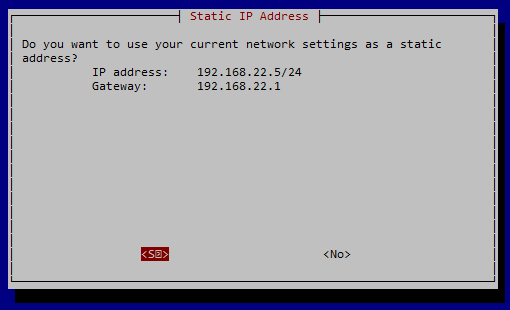 Static IP Address
Do you want to use your current network settings as a static
address?
IP address: 192.168.22.5/24
Gateway: 192.168.22.1
<No>